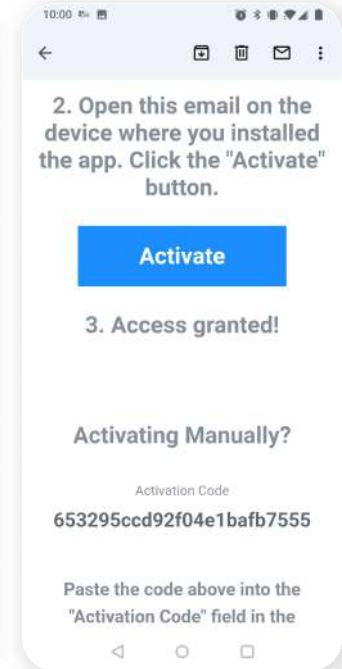 10:00
2. Open this email on the
device where you installed
the app. Click the "Activate"
button.
Activate
3. Access granted!
Activating Manually?
Activation Code
653295ccd92f04e1bafb7555
Paste the code above into the
"Activation Code" field in the